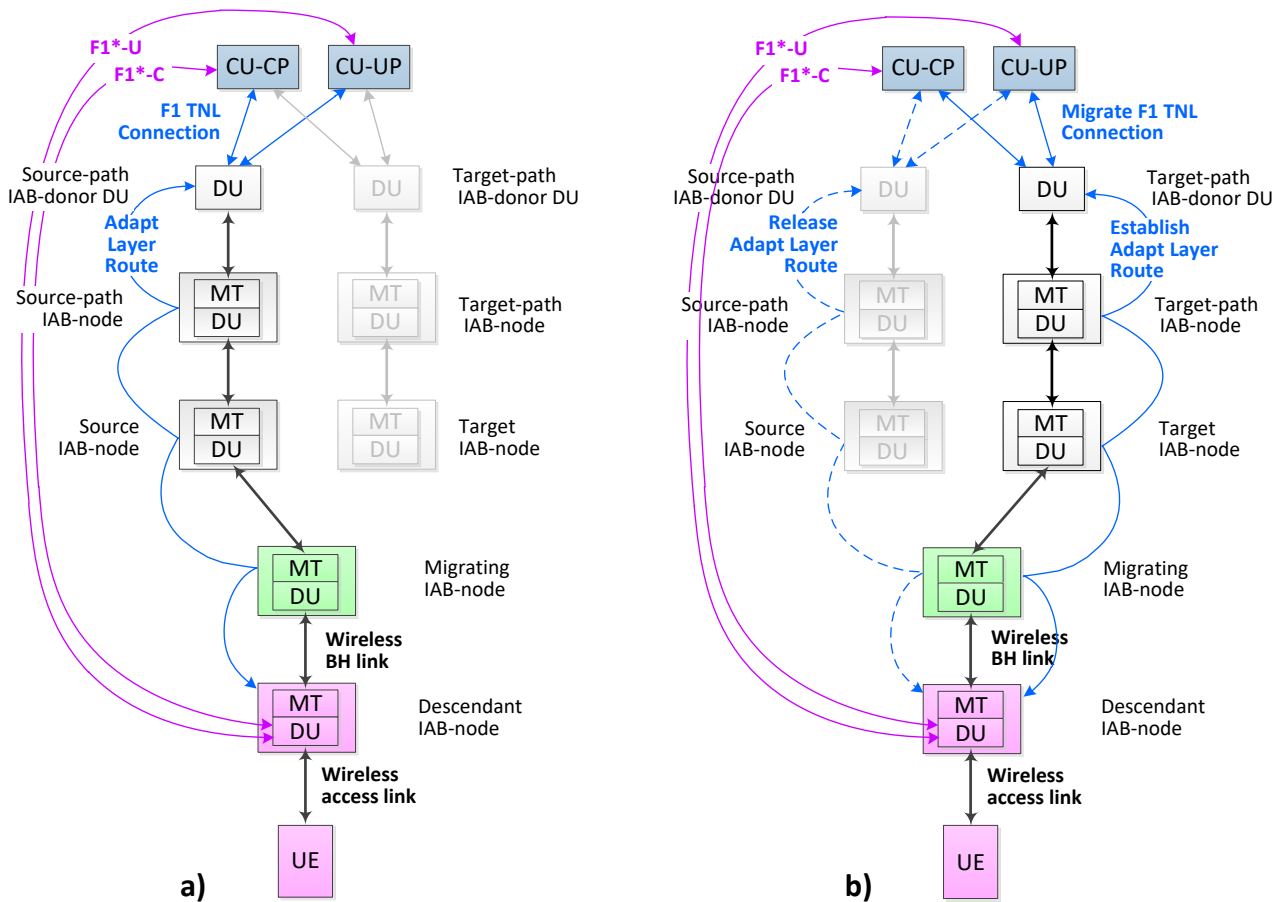 F1*-U
F1*-C
CU-CP
CU-UP
F1 TNL
Connection
Source-path
IAB-donor DU
DU
DU
Target-path
IAB-donor DU
Adapt
Layer
Route
Source-path
IAB-node
MT
DU
MT
DU
Target-path
IAB-node
Source
IAB-node
MT
DU
MT
DU
Target
IAB-node
MT
DU
Migrating
IAB-node
Wireless
BH link
MT
DU
Descendant
IAB-node
Wireless
access link
UE
a)
F1*-U
F1*-C
CU-CP
CU-UP
Migrate F1 TNL
Connection
Source-path
IAB-donor DU
DU
DU
Target-path
IAB-donor DU
Release
Adapt Layer
Route
Establish
Adapt Layer
Route
Source-path
IAB-node
MT
DU
MT
DU
Target-path
IAB-node
Source
IAB-node
MT
DU
MT
DU
Target
IAB-node
MT
DU
Migrating
IAB-node
Wireless
BH link
MT
DU
Descendant
IAB-node
Wireless
access link
UE
b)